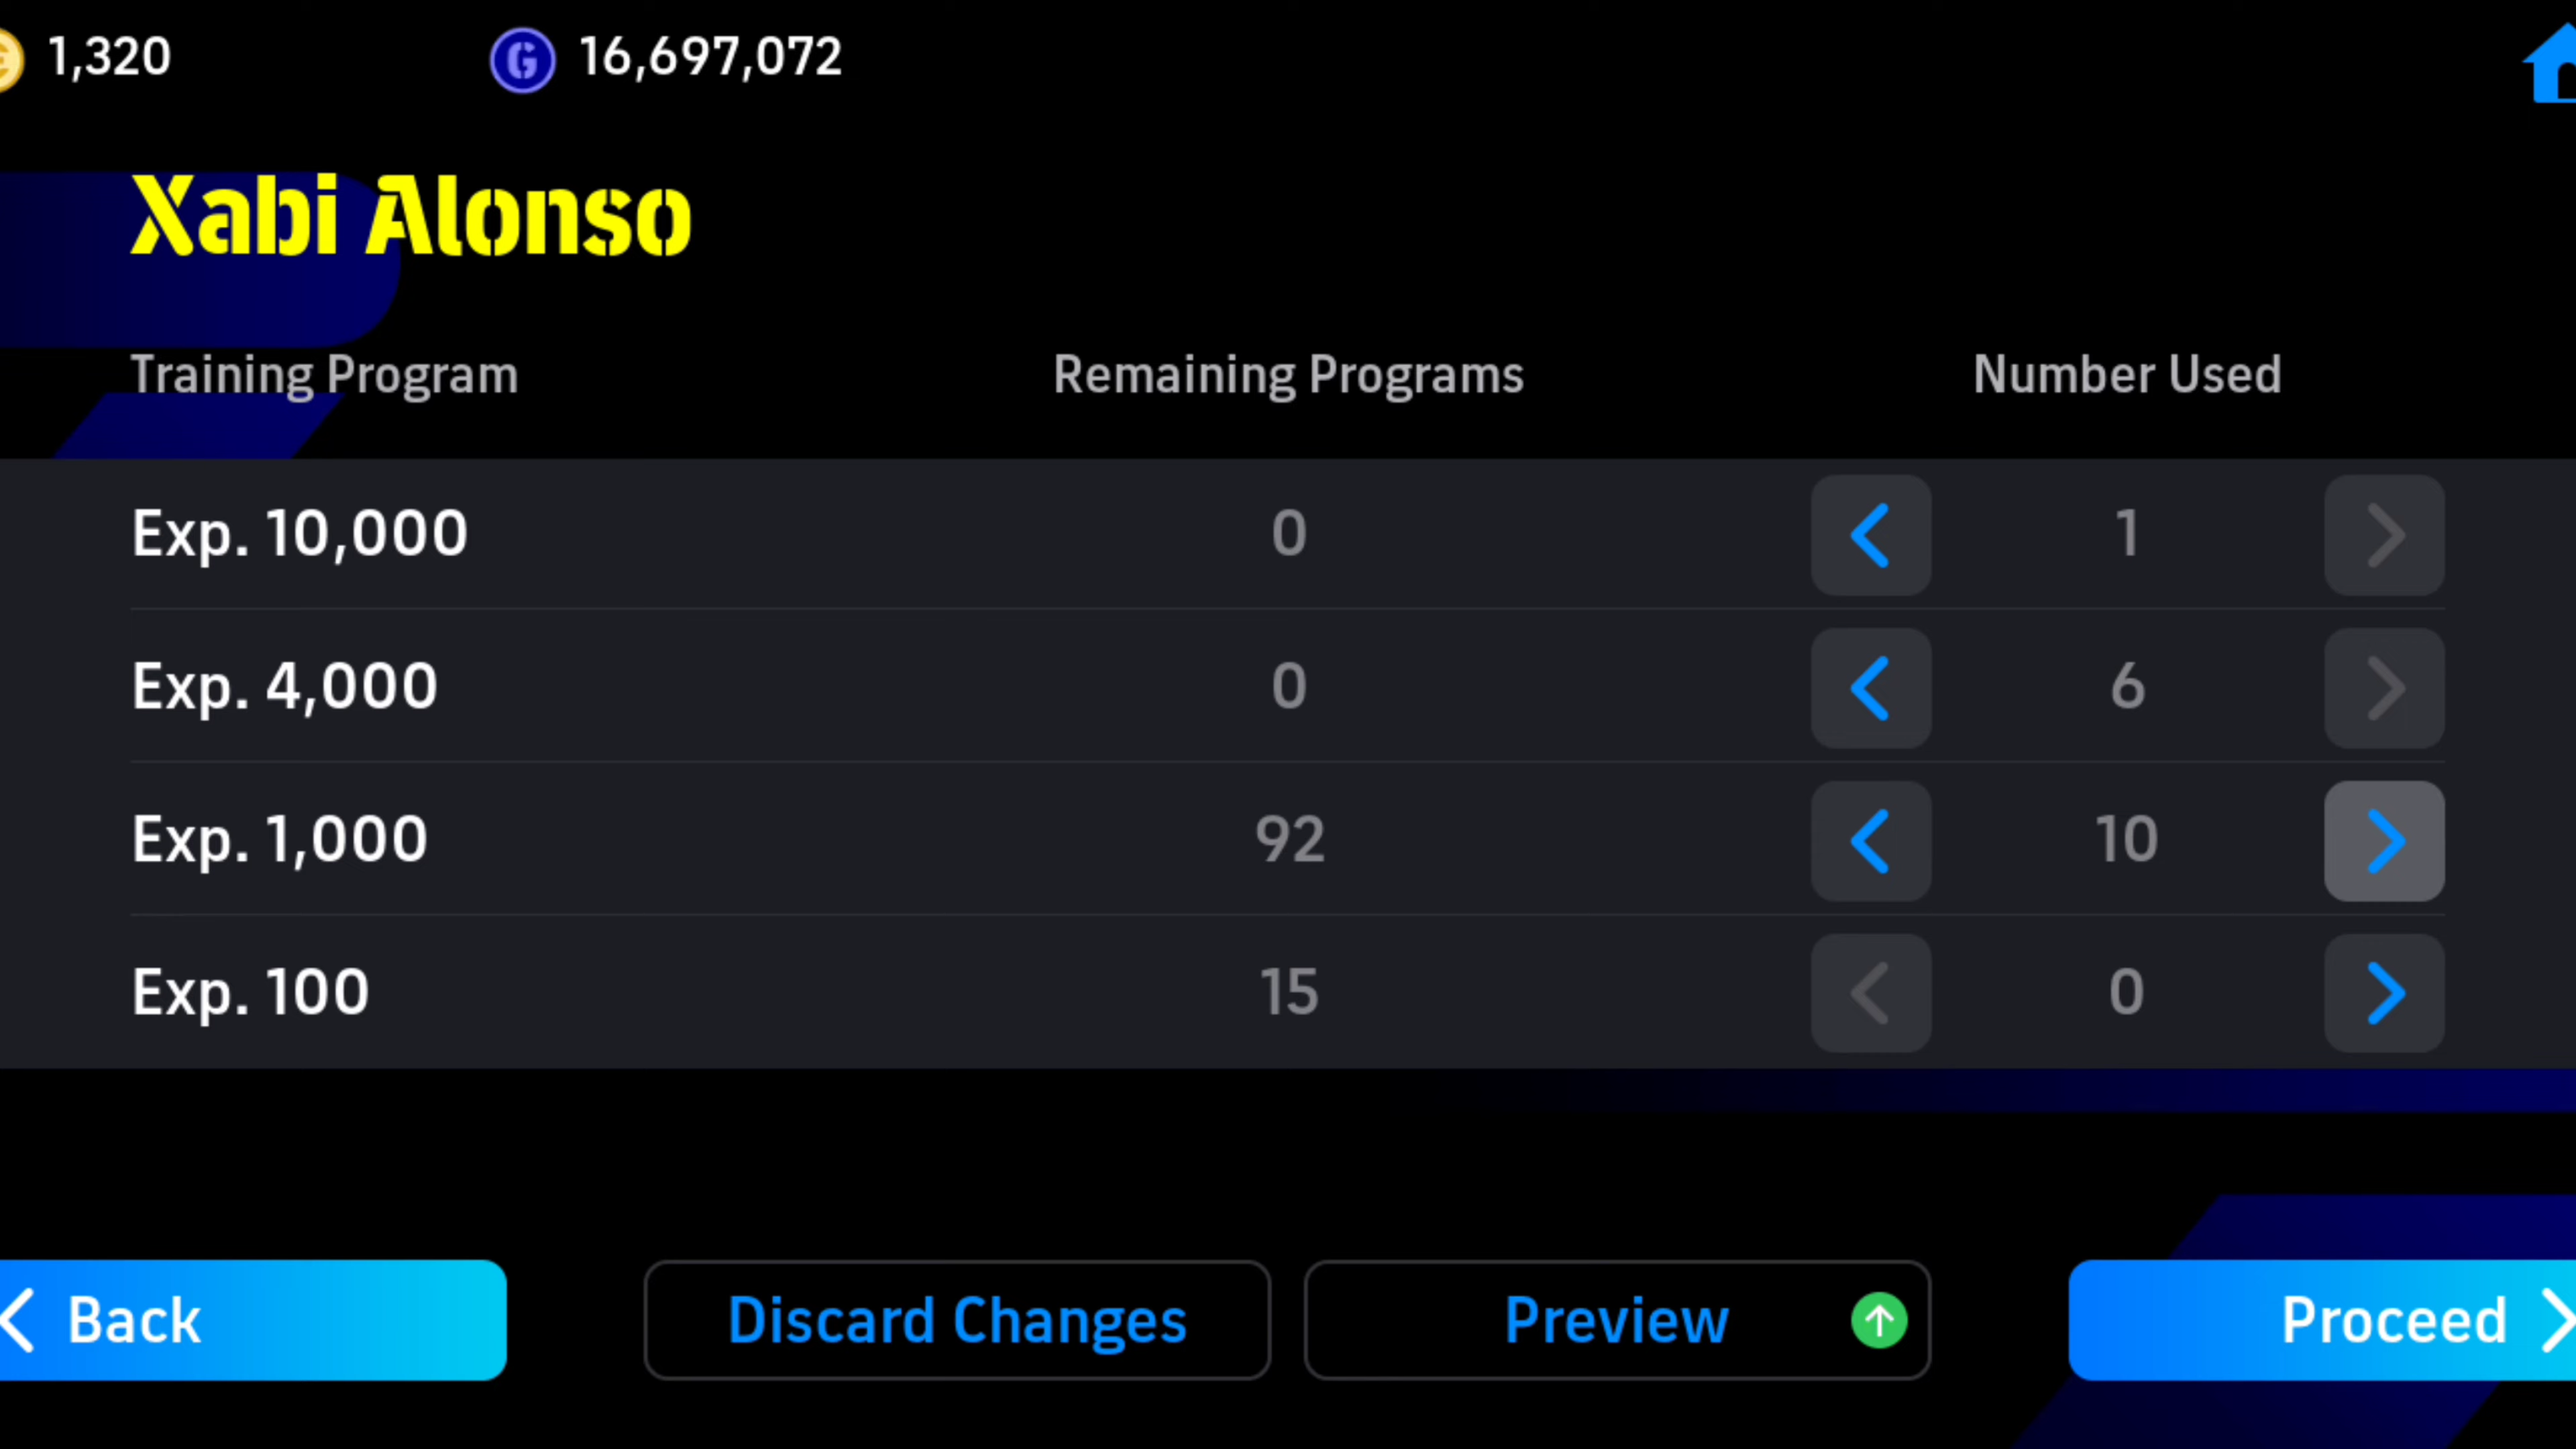 1,320 G 16,697,072
Xabi Alonso
Training Program Remaining Programs Number Used
Exp. 10,000 0 1
Exp. 4,000 0 6
Exp. 1,000 92 10
Exp. 100 15 0
Back Discard Changes Preview Proceed